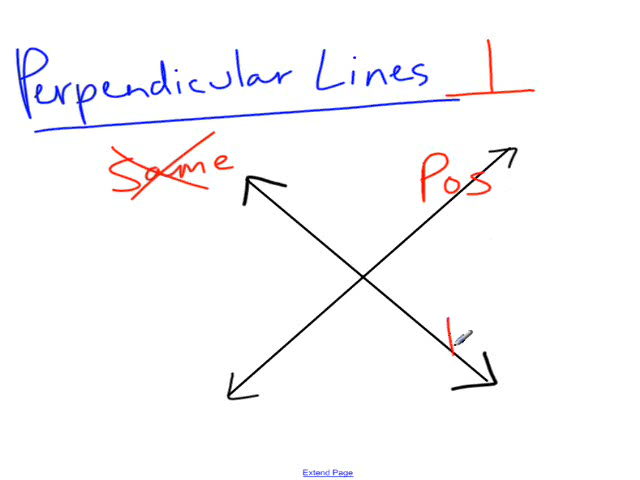 Perpendicular Lines ⊥
Same
Pos
Extend Page